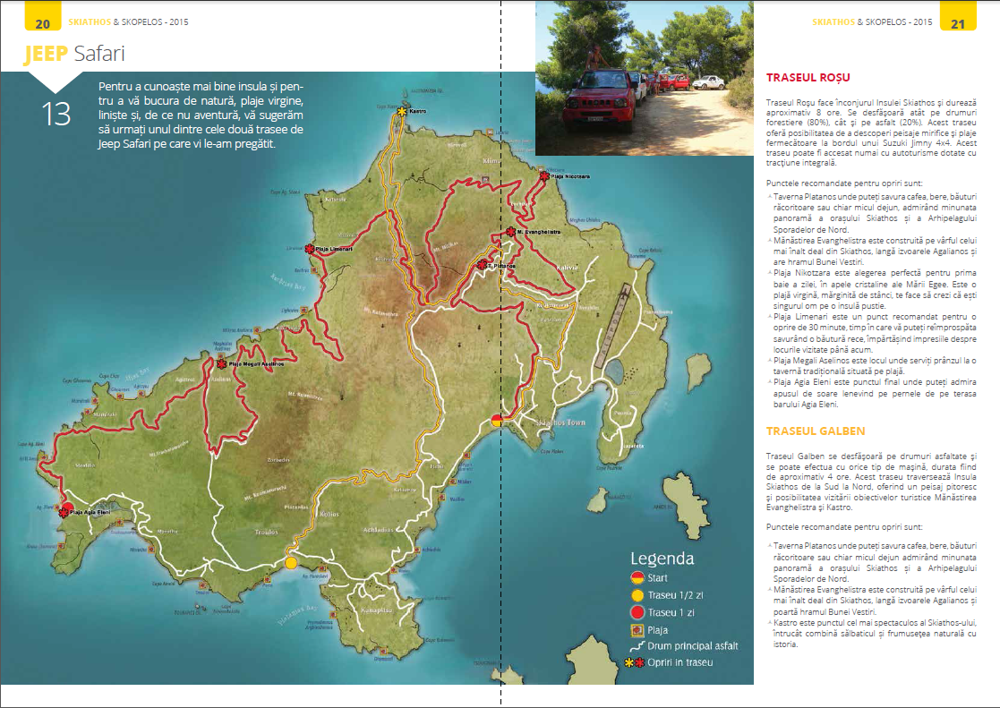 20
SKIATHOS & SKOPELOS - 2015
JEEP Safari
13
Pentru a cunoaște mai bine insula și pen-
tru a vă bucura de natură, plaje virgine,
liniște și, de ce nu aventură, vă sugerăm
să urmați unul dintre cele două trasee de
Jeep Safari pe care vi le-am pregătit.
Kastro
Plaja Nicotsara
Plaja Limenari
M. Evanghelistra
T. Platanos
Kalivia
Plaja Megali Aselinos
Skiathos Town
Plaja Agia Eleni
Troulos
Kolius
Achladias
Kanapitsa
Legenda
Start
Traseu 1/2 zi
Traseu 1 zi
Plaja
Drum principal asfalt
Opriri in traseu
SKIATHOS & SKOPELOS - 2015
21
TRASEUL ROȘU
Traseul Roșu face înconjurul Insulei Skiathos și durează
aproximativ 8 ore. Se desfășoară atât pe drumuri
forestiere (80%), cât și pe asfalt (20%). Acest traseu
oferă posibilitatea de a descoperi peisaje mirifice și plaje
fermecătoare la bordul unui Suzuki Jimny 4x4. Acest
traseu poate fi accesat numai cu autoturisme dotate cu
tracțiune integrală.
Punctele recomandate pentru opriri sunt:
Taverna Platanos unde puteți savura cafea, bere, băuturi
răcoritoare sau chiar micul dejun, admirând minunata
panoramă a orașului Skiathos și a Arhipelagului
Sporadelor de Nord.
Mănăstirea Evanghelistra este construită pe vârful celui
mai înalt deal din Skiathos, langă izvoarele Agalianos și
are hramul Bunei Vestiri.
Plaja Nikotzara este alegerea perfectă pentru prima
baie a zilei, în apele cristaline ale Mării Egee. Este o
plajă virgină, mărginită de stânci, te face să crezi că ești
singurul om pe o insulă pustie.
Plaja Limenari este un punct recomandat pentru o
oprire de 30 minute, timp în care vă puteți reîmprospăta
savurând o băutură rece, împărtășind impresiile despre
locurile vizitate până acum.
Plaja Megali Aselinos este locul unde serviți prânzul la o
tavernă tradițională situată pe plajă.
Plaja Agia Eleni este punctul final unde puteți admira
apusul de soare lenevind pe pernele de pe terasa
barului Agia Eleni.
TRASEUL GALBEN
Traseul Galben se desfășoară pe drumuri asfaltate și
se poate efectua cu orice tip de mașină, durata fiind
de aproximativ 4 ore. Acest traseu traversează Insula
Skiathos de la Sud la Nord, oferind un peisaj pitoresc
și posibilitatea vizitării obiectivelor turistice Mănăstirea
Evanghelistra și Kastro.
Punctele recomandate pentru opriri sunt:
Taverna Platanos unde puteți savura cafea, bere, băuturi
răcoritoare sau chiar micul dejun admirând minunata
panoramă a orașului Skiathos și a Arhipelagului
Sporadelor de Nord.
Mănăstirea Evanghelistra este construită pe vârful celui
mai înalt deal din Skiathos, langă izvoarele Agalianos și
poartă hramul Bunei Vestiri.
Kastro este punctul cel mai spectaculos al Skiathos-ului,
întrucât combină sălbaticul și frumusețea naturală cu
istoria.